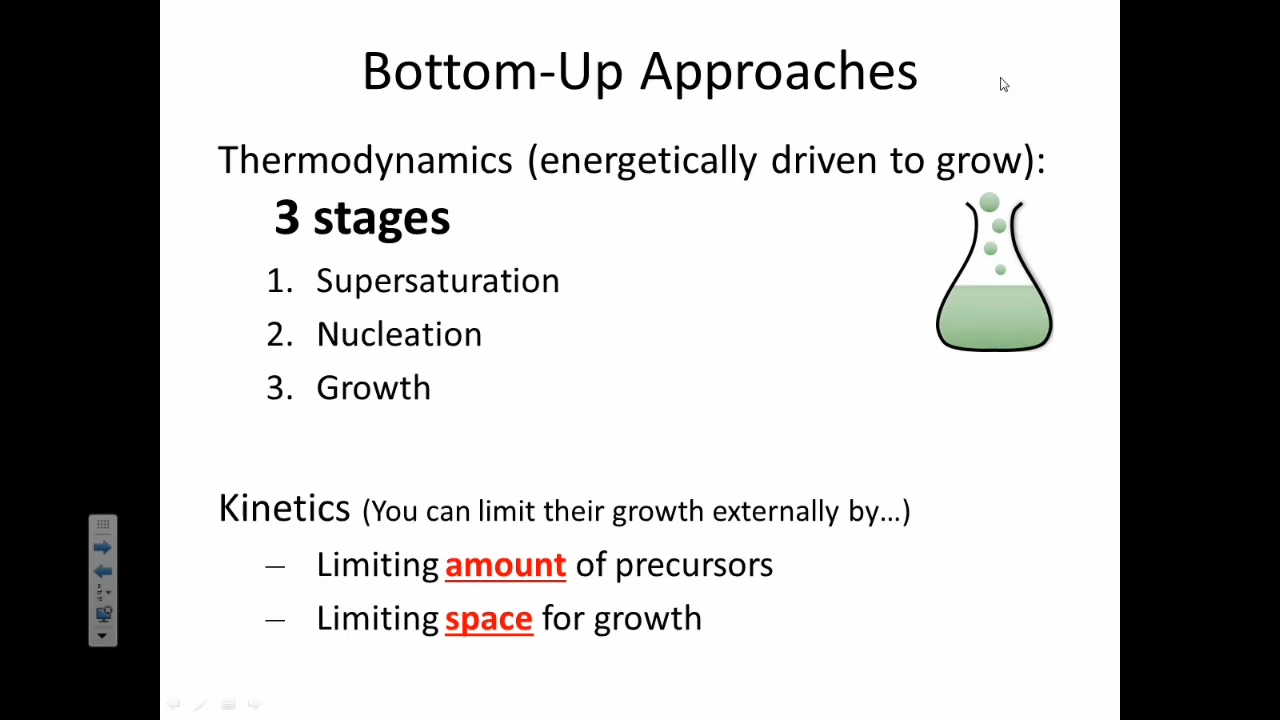 Bottom-Up Approaches
Thermodynamics (energetically driven to grow):
3 stages
1. Supersaturation
2. Nucleation
3. Growth
Kinetics (You can limit their growth externally by…)
– Limiting amount of precursors
– Limiting space for growth